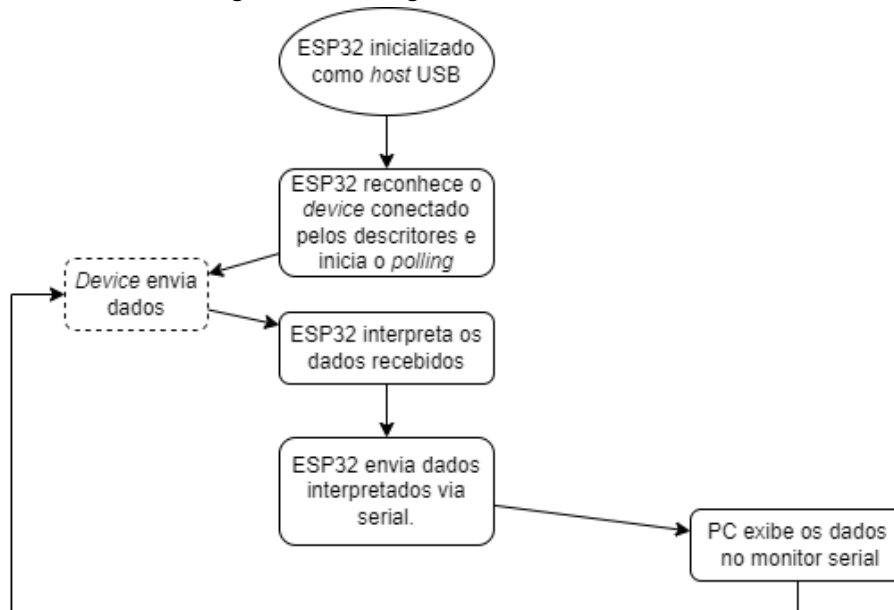 ESP32 inicializado
como host USB
ESP32 reconhece o
device conectado
pelos descritores e
inicia o polling
Device envia
dados
ESP32 interpreta os
dados recebidos
ESP32 envia dados
interpretados via
serial.
PC exibe os dados
no monitor serial